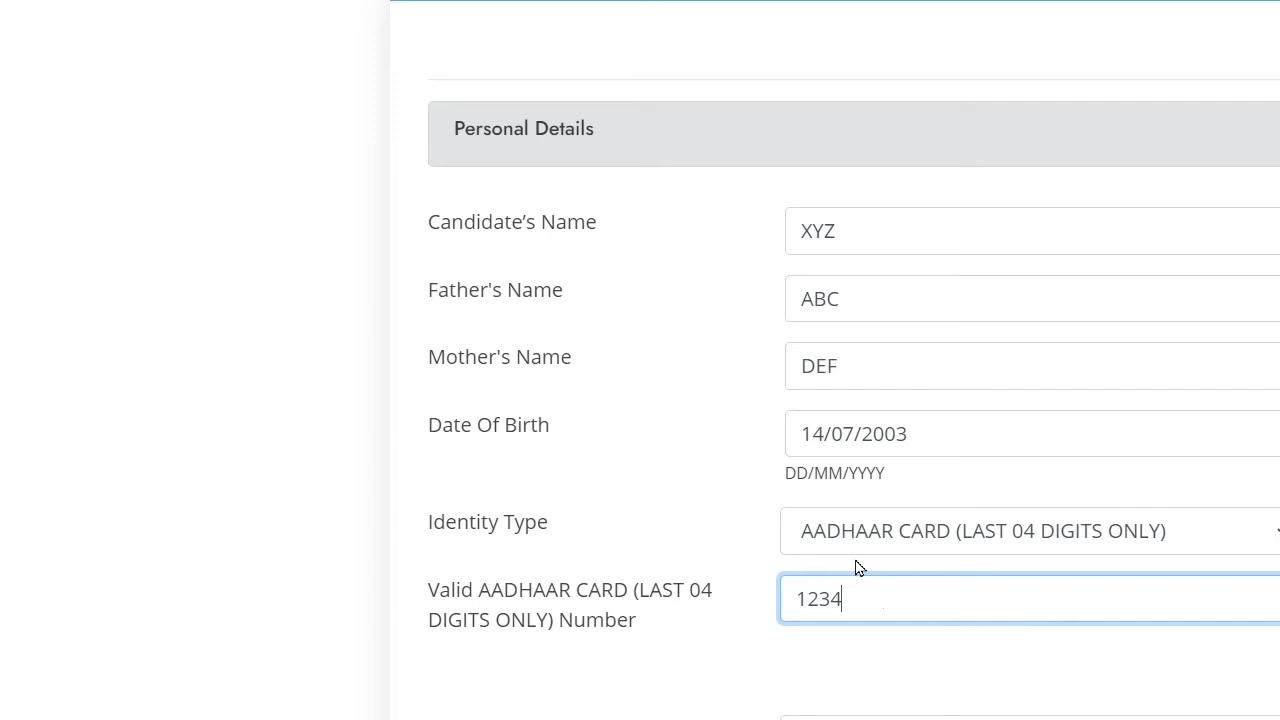 Personal Details
Candidate’s Name
XYZ
Father's Name
ABC
Mother's Name
DEF
Date Of Birth
14/07/2003
DD/MM/YYYY
Identity Type
AADHAAR CARD (LAST 04 DIGITS ONLY)
Valid AADHAAR CARD (LAST 04
DIGITS ONLY) Number
1234